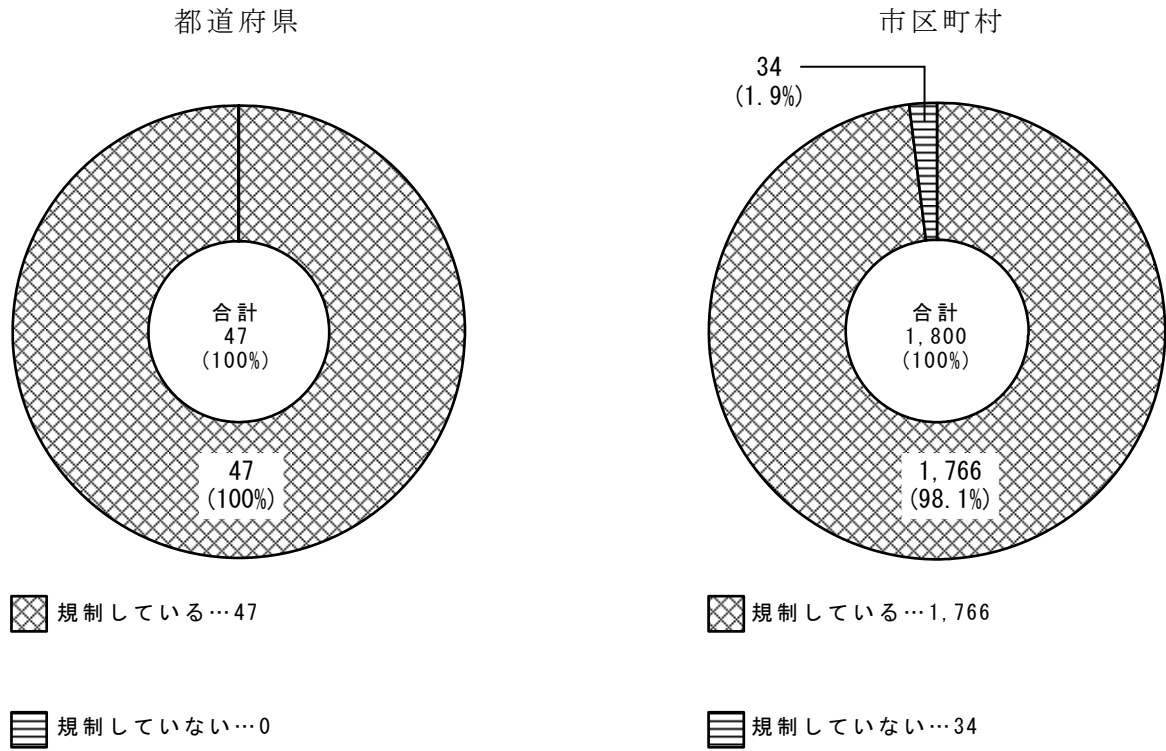 都道府県
合計
47
(100%)
47
(100%)
規制している…47
規制していない…0
市区町村
34
(1.9%)
合計
1,800
(100%)
1,766
(98.1%)
規制している…1,766
規制していない…34